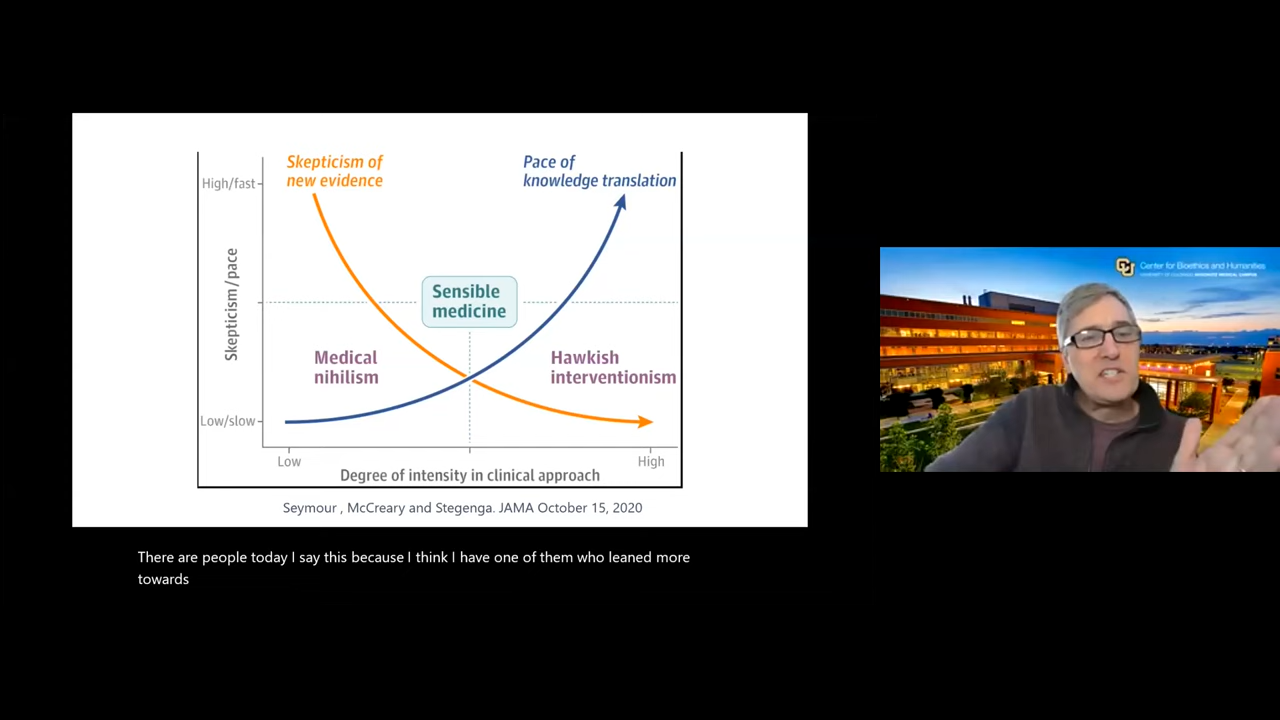 Skepticism of
new evidence
Pace of
knowledge translation
High/fast
Skepticism/pace
Sensible
medicine
Medical
nihilism
Hawkish
interventionism
Low/slow
Low
High
Degree of intensity in clinical approach
Seymour , McCreary and Stegenga. JAMA October 15, 2020
CU
Center for Bioethics and Humanities
UNIVERSITY OF COLORADO ANSCHUTZ MEDICAL CAMPUS
There are people today I say this because I think I have one of them who leaned more
towards